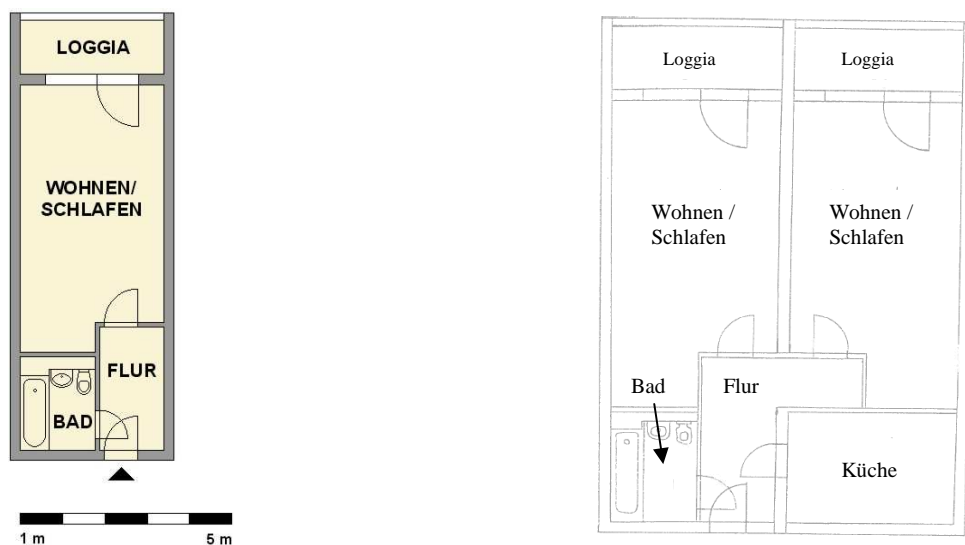 LOGGIA
WOHNEN/
SCHLAFEN
FLUR
BAD
1 m
5 m
Loggia
Loggia
Wohnen /
Schlafen
Wohnen /
Schlafen
Bad
Flur
Küche